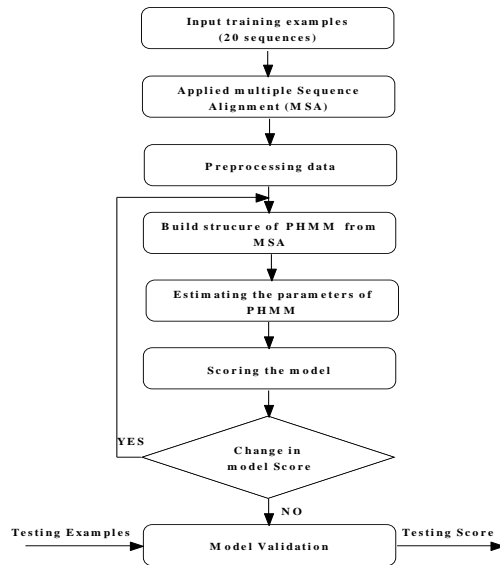 Input training examples
(20 sequences)
Applied multiple Sequence
Alignment (MSA)
Preprocessing data
Build strucure of PHMM from
MSA
Estimating the parameters of
PHMM
Scoring the model
YES
Change in
model Score
NO
Testing Examples
Model Validation
Testing Score